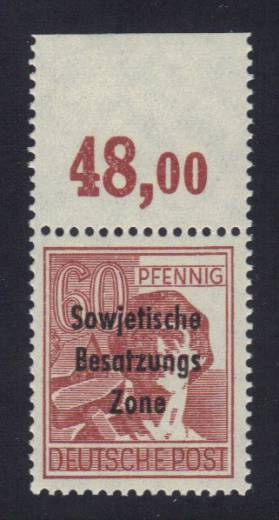 48,00
60 PFENNIG
Sowjetische
Besatzungs
Zone
DEUTSCHE POST